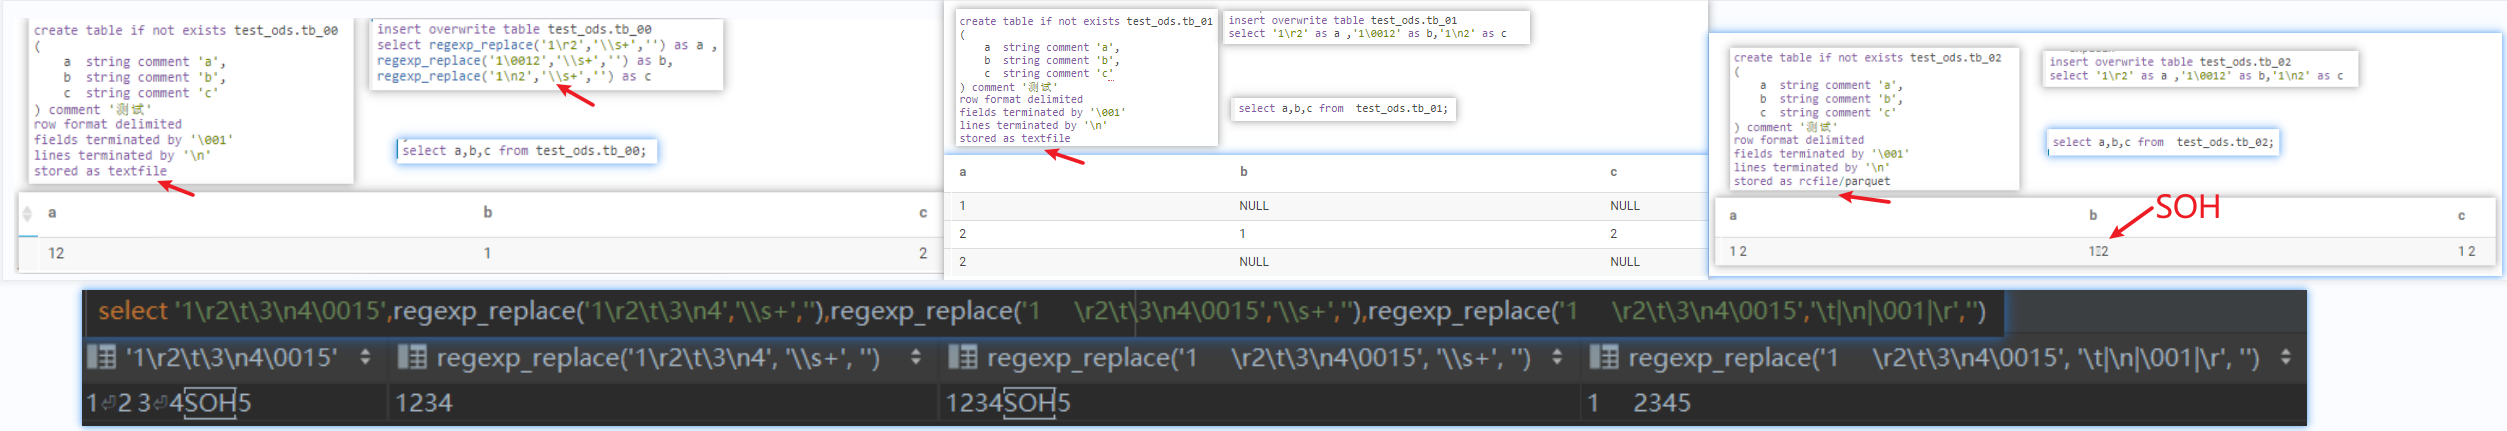 create table if not exists test_ods.tb_00
(
a string comment 'a',
b string comment 'b',
c string comment 'c'
) comment '测试'
row format delimited
fields terminated by '\001'
lines terminated by '\n'
stored as textfile
insert overwrite table test_ods.tb_00
select regexp_replace('1\r2','\\s+','') as a ,
regexp_replace('1\0012','\\s+','') as b,
regexp_replace('1\n2','\\s+','') as c
select a,b,c from test_ods.tb_00;
a b c
12 1 2
create table if not exists test_ods.tb_01
(
a string comment 'a',
b string comment 'b',
c string comment 'c'
) comment '测试'
row format delimited
fields terminated by '\001'
lines terminated by '\n'
stored as textfile
insert overwrite table test_ods.tb_01
select '1\r2' as a ,'1\0012' as b,'1\n2' as c
select a,b,c from test_ods.tb_01;
a b c
1 NULL NULL
2 1 2
2 NULL NULL
create table if not exists test_ods.tb_02
(
a string comment 'a',
b string comment 'b',
c string comment 'c'
) comment '测试'
row format delimited
fields terminated by '\001'
lines terminated by '\n'
stored as rcfile/parquet
insert overwrite table test_ods.tb_02
select '1\r2' as a ,'1\0012' as b,'1\n2' as c
select a,b,c from test_ods.tb_02;
SOH
a b c
1 2 1 2 1 2
select '1\r2\t\3\n4\0015',regexp_replace('1\r2\t\3\n4','\\s+',''),regexp_replace('1 \r2\t\3\n4\0015','\\s+',''),regexp_replace('1 \r2\t\3\n4\0015','\t|\n|\001|\r','')
'1\r2\t\3\n4\0015' regexp_replace('1\r2\t\3\n4', '\\s+', '') regexp_replace('1 \r2\t\3\n4\0015', '\\s+', '') regexp_replace('1 \r2\t\3\n4\0015', '\t|\n|\001|\r', '')
1⏎2 3⏎4SOH5 1234 1234SOH5 1 2345